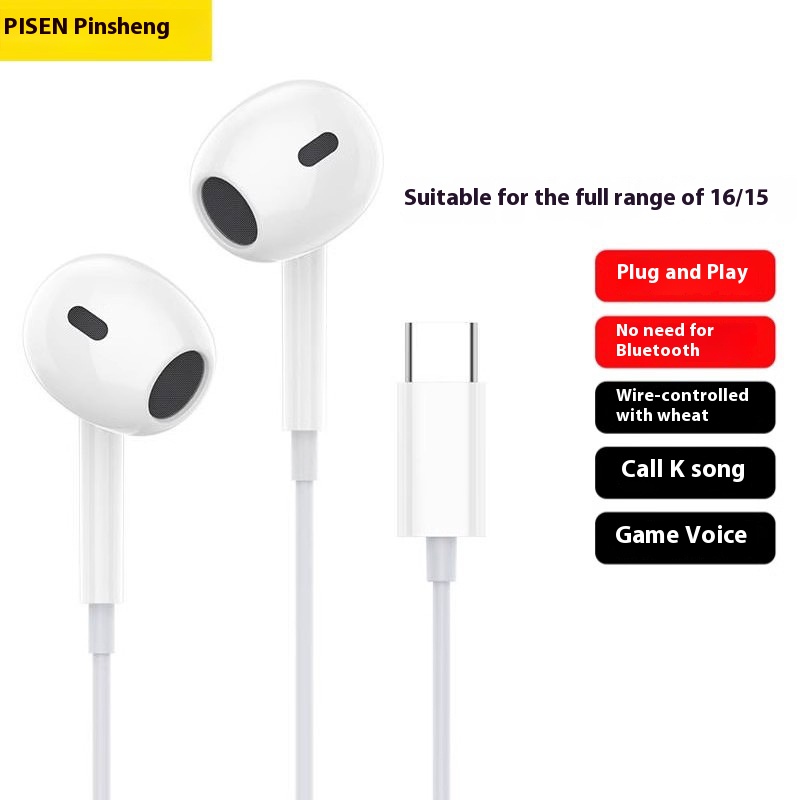 PISEN Pinsheng
Suitable for the full range of 16/15
Plug and Play
No need for
Bluetooth
Wire-controlled
with wheat
Call K song
Game Voice